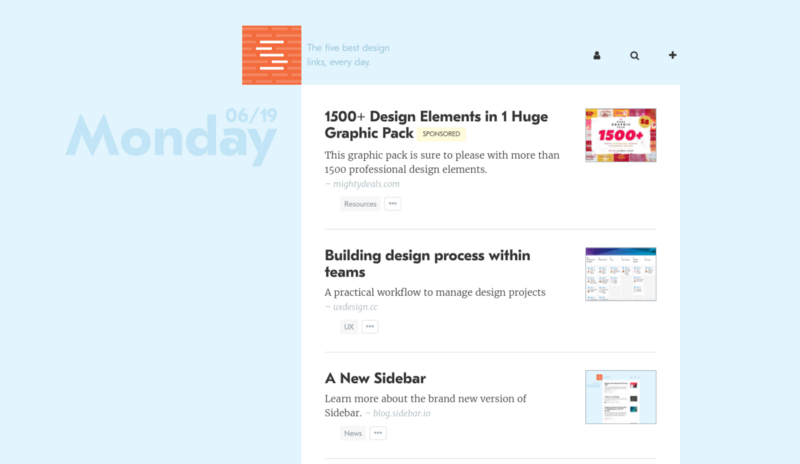 The five best design
links, every day.
06/19
Monday
1500+ Design Elements in 1 Huge
Graphic Pack SPONSORED
This graphic pack is sure to please with more than
1500 professional design elements.
– mightydeals.com
Resources •••
1500+
Building design process within
teams
A practical workflow to manage design projects
– uxdesign.cc
UX •••
A New Sidebar
Learn more about the brand new version of
Sidebar. – blog.sidebar.io
News •••